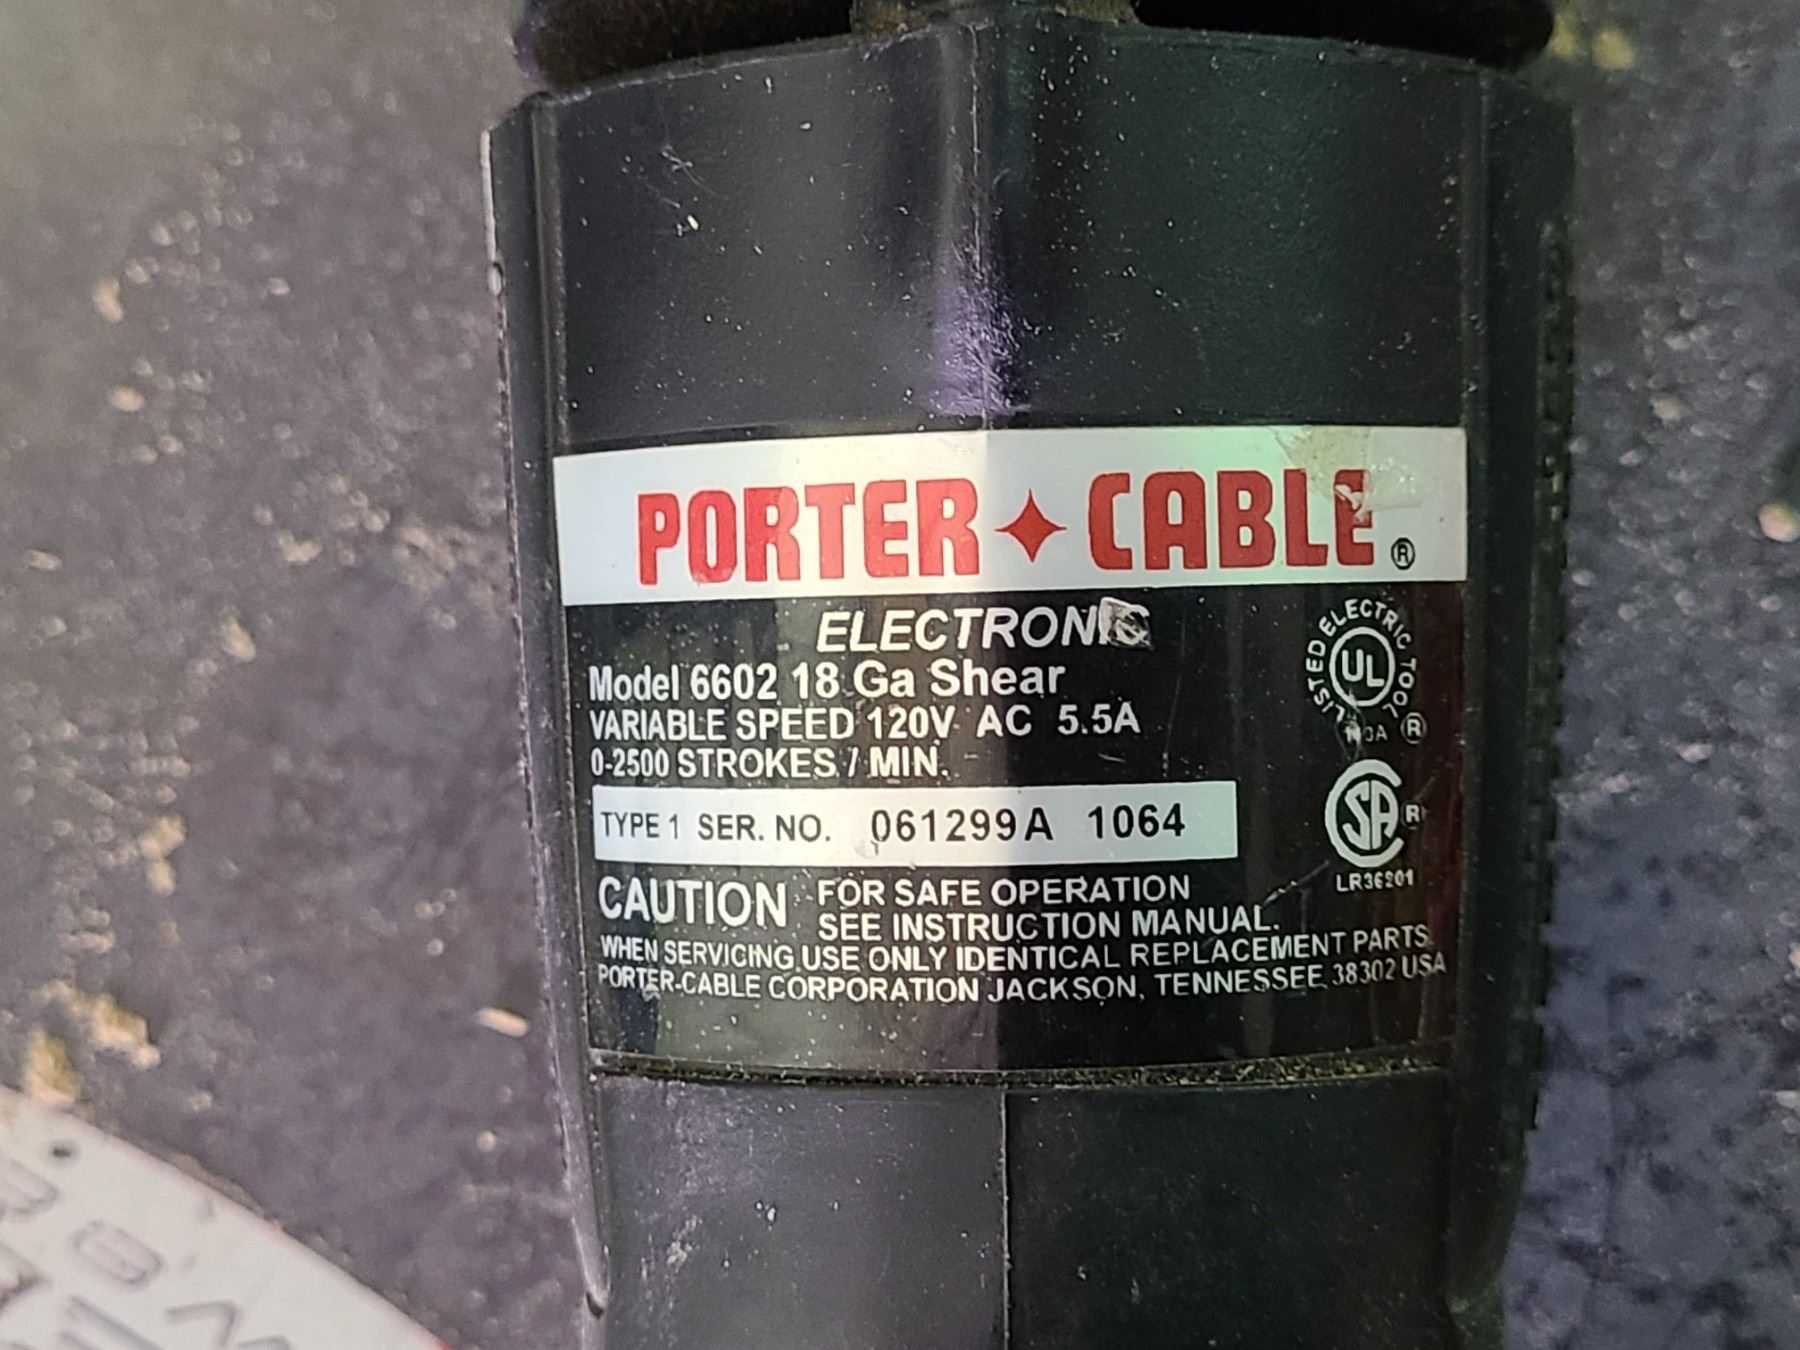 PORTER CABLE®
ELECTRONIC
Model 6602 18 Ga Shear
VARIABLE SPEED 120V AC 5.5A
0-2500 STROKES / MIN.
TYPE 1 SER. NO. 061299A 1064
CAUTION FOR SAFE OPERATION
SEE INSTRUCTION MANUAL.
WHEN SERVICING USE ONLY IDENTICAL REPLACEMENT PARTS
PORTER-CABLE CORPORATION JACKSON, TENNESSEE 38302 USA
LISTED ELECTRIC TOOL
UL ®
SA ®